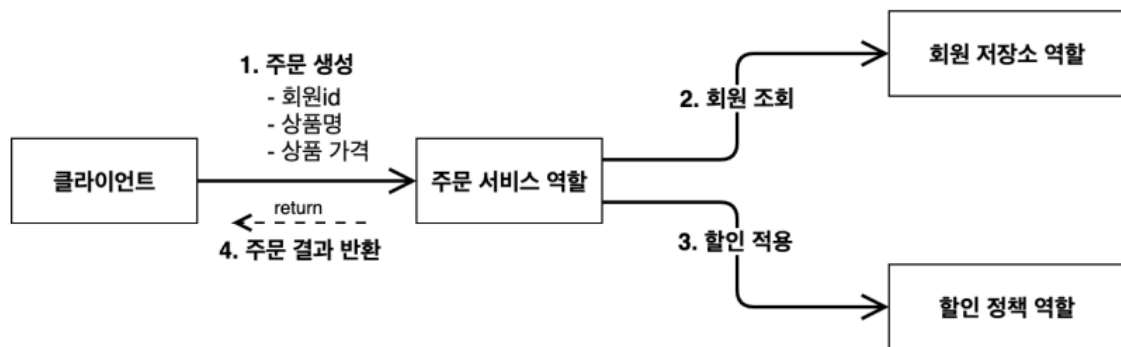 1. 주문 생성
- 회원id
- 상품명
- 상품 가격
클라이언트
주문 서비스 역할
return
4. 주문 결과 반환
2. 회원 조회
회원 저장소 역할
3. 할인 적용
할인 정책 역할